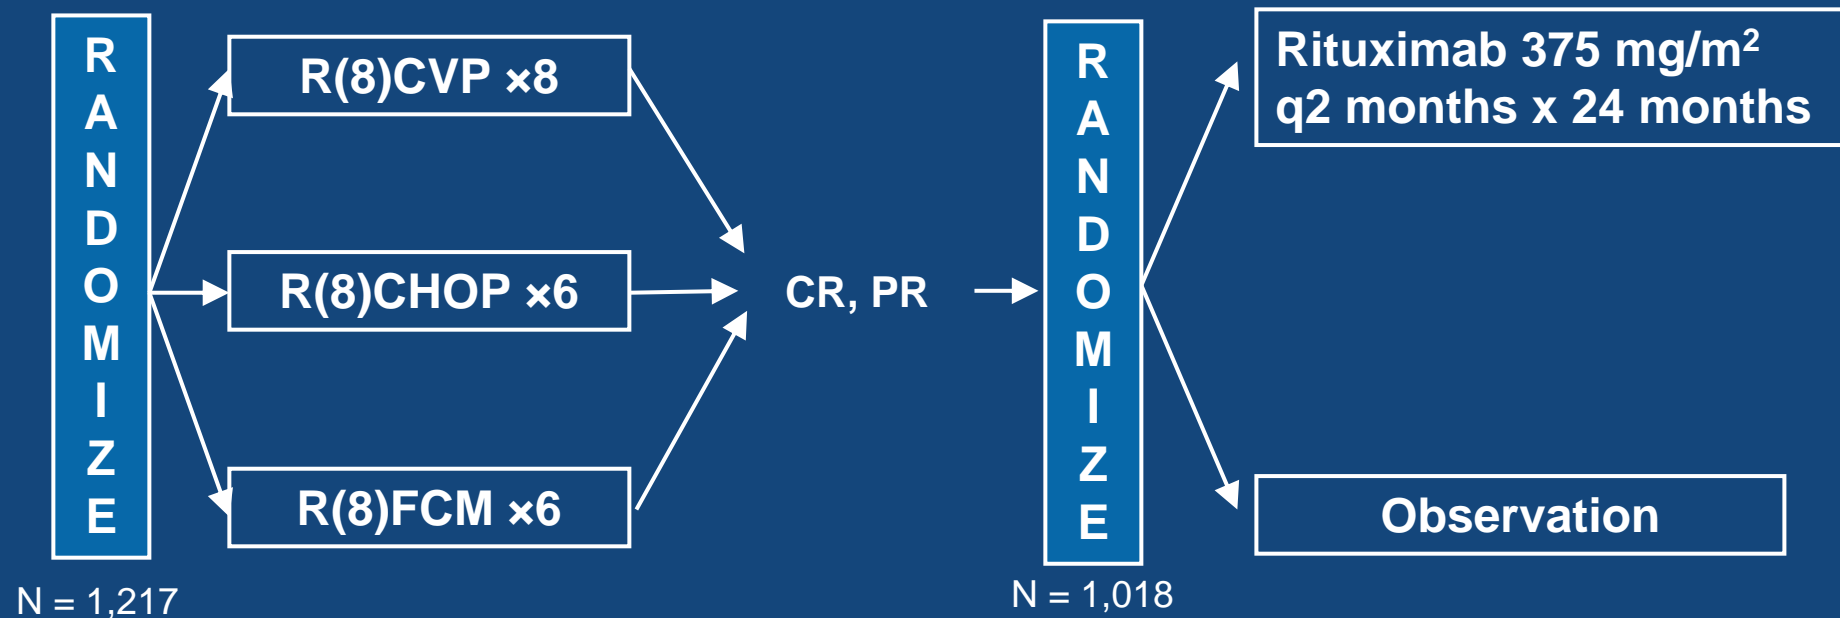 RANDOMIZE
N = 1,217
R(8)CVP ×8
R(8)CHOP ×6
R(8)FCM ×6
CR, PR
RANDOMIZE
N = 1,018
Rituximab 375 mg/m²
q2 months x 24 months
Observation